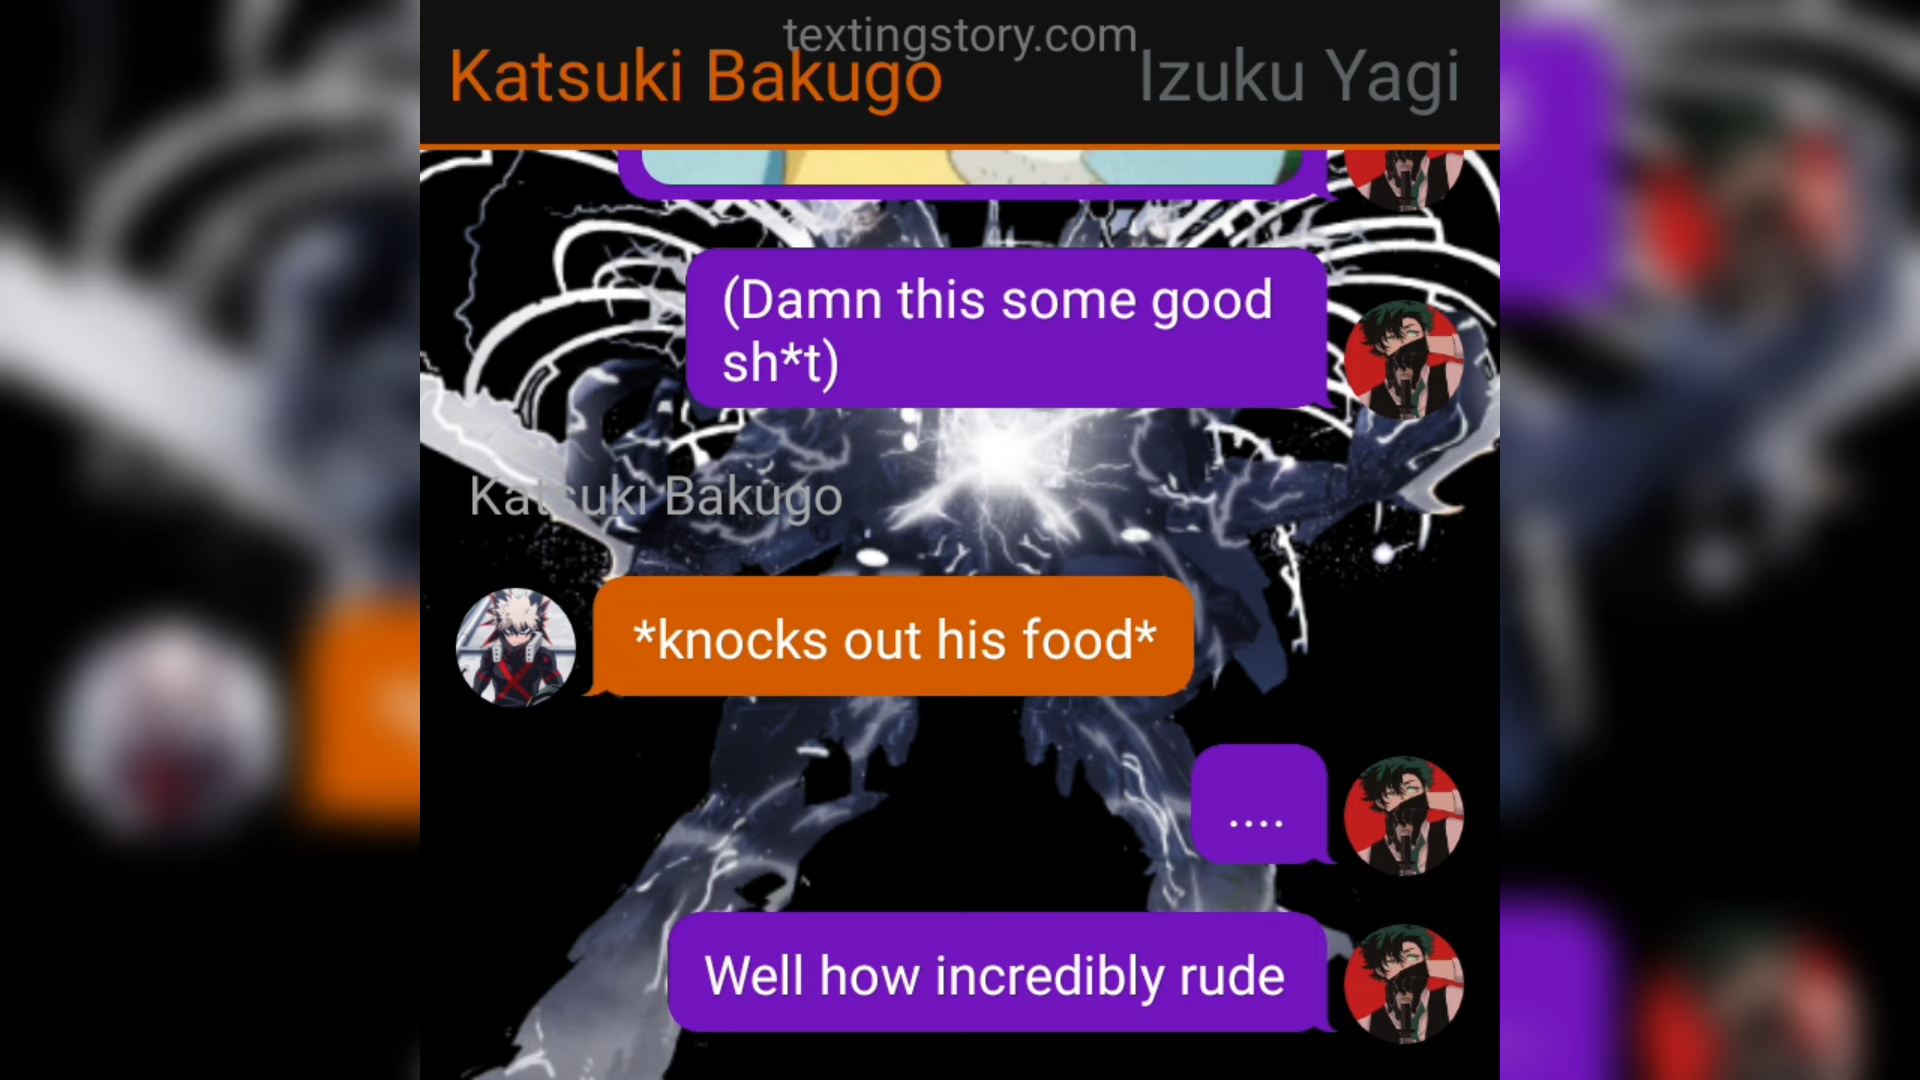 textingstory.com
Katsuki Bakugo
Izuku Yagi
(Damn this some good
sh*t)
Katsuki Bakugo
*knocks out his food*
....
Well how incredibly rude